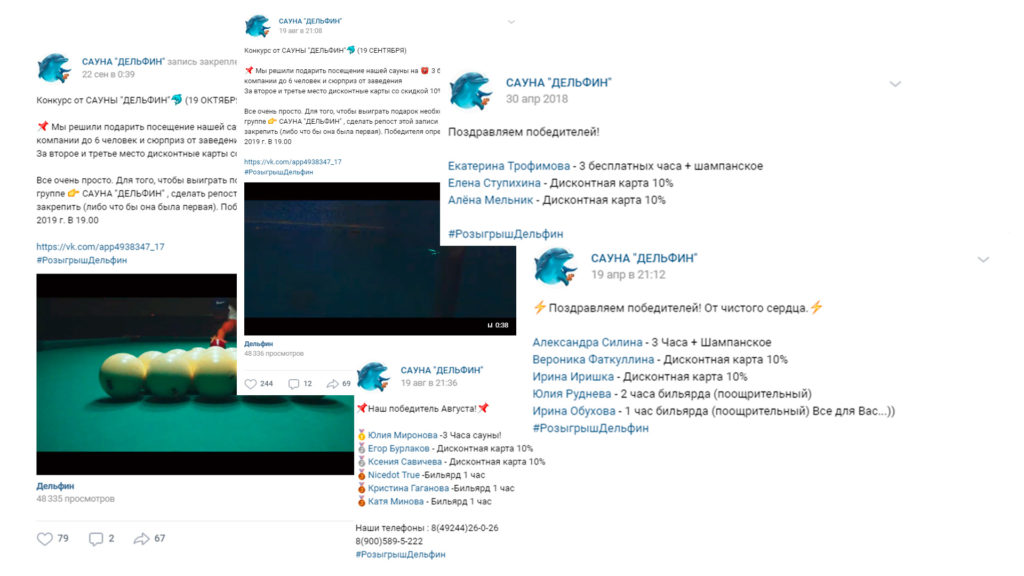 САУНА "ДЕЛЬФИН" запись закрепле
22 сен в 0:39
Конкурс от САУНЫ "ДЕЛЬФИН"🐬 (19 ОКТЯБР
📌 Мы решили подарить посещение нашей са
компании до 6 человек и сюрприз от заведени
За второе и третье место дисконтные карты со
Все очень просто. Для того, чтобы выиграть по
группе 👉 САУНА "ДЕЛЬФИН" , сделать репост
закрепить (либо что бы она была первая). Поб
2019 г. В 19.00
https://vk.com/app4938347_17
#РозыгрышДельфин
Дельфин
48 335 просмотров
79 2 67
САУНА "ДЕЛЬФИН"
19 авг в 21:08
Конкурс от САУНЫ "ДЕЛЬФИН"🐬 (19 СЕНТЯБРЯ)
📌 Мы решили подарить посещение нашей сауны на 3
компании до 6 человек и сюрприз от заведения
За второе и третье место дисконтные карты со скидкой 10%
Все очень просто. Для того, чтобы выиграть подарок необхо
группе 👉 САУНА "ДЕЛЬФИН" , сделать репост этой записи
закрепить (либо что бы она была первая). Победителя опре
2019 г. В 19.00
https://vk.com/app4938347_17
#РозыгрышДельфин
0:38
Дельфин
48 336 просмотров
244 12 69
САУНА "ДЕЛЬФИН"
19 авг в 21:36
📌Наш победитель Августа!📌
🥇Юлия Миронова -3 Часа сауны!
🥈Егор Бурлаков - Дисконтная карта 10%
🥈Ксения Савичева - Дисконтная карта 10%
🥉Nicedot True -Бильярд 1 час
🥉Кристина Гаганова -Бильярд 1 час
🥉Катя Минова - Бильярд 1 час
Наши телефоны : 8(49244)26-0-26
8(900)589-5-222
#РозыгрышДельфин
САУНА "ДЕЛЬФИН"
30 апр 2018
Поздравляем победителей!
Екатерина Трофимова - 3 бесплатных часа + шампанское
Елена Ступихина - Дисконтная карта 10%
Алёна Мельник - Дисконтная карта 10%
#РозыгрышДельфин
САУНА "ДЕЛЬФИН"
19 апр в 21:12
⚡Поздравляем победителей! От чистого сердца.⚡
Александра Силина - 3 Часа + Шампанское
Вероника Фаткуллина - Дисконтная карта 10%
Ирина Иришка - Дисконтная карта 10%
Юлия Руднева - 2 часа бильярда (поощрительный)
Ирина Обухова - 1 час бильярда (поощрительный) Все для Вас...))
#РозыгрышДельфин